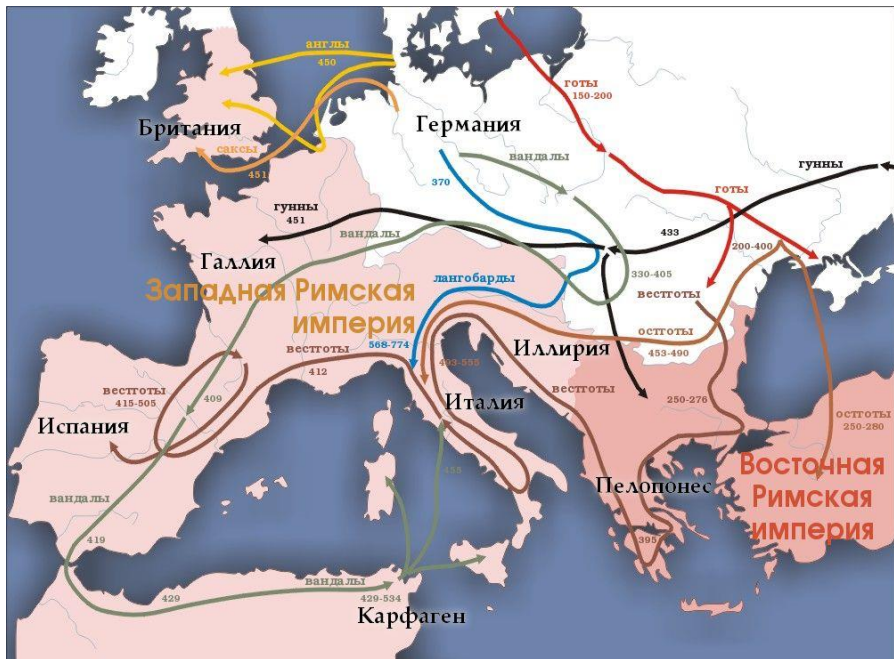 англы
450
готы
150-200
Британия
Германия
саксы
451
вандалы
гунны
370
готы
гунны
451
433
вандалы
200-400
Галлия
лангобарды
330-405
вестготы
Западная Римская
империя
568-774
остготы
453-490
Иллирия
вестготы
412
493-555
вестготы
415-505
409
вестготы
250-276
Испания
Италия
остготы
250-280
455
Пелопонес
Восточная
Римская
империя
вандалы
419
395
вандалы
429
429-534
Карфаген